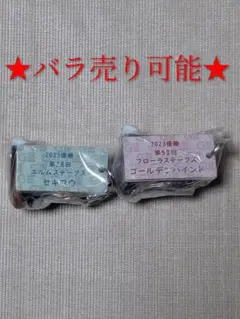 ★バラ売り可能★
2023優勝
第28回
エルムステークス
セキフウ
2023優勝
第58回
フローラステークス
ゴールデンハインド